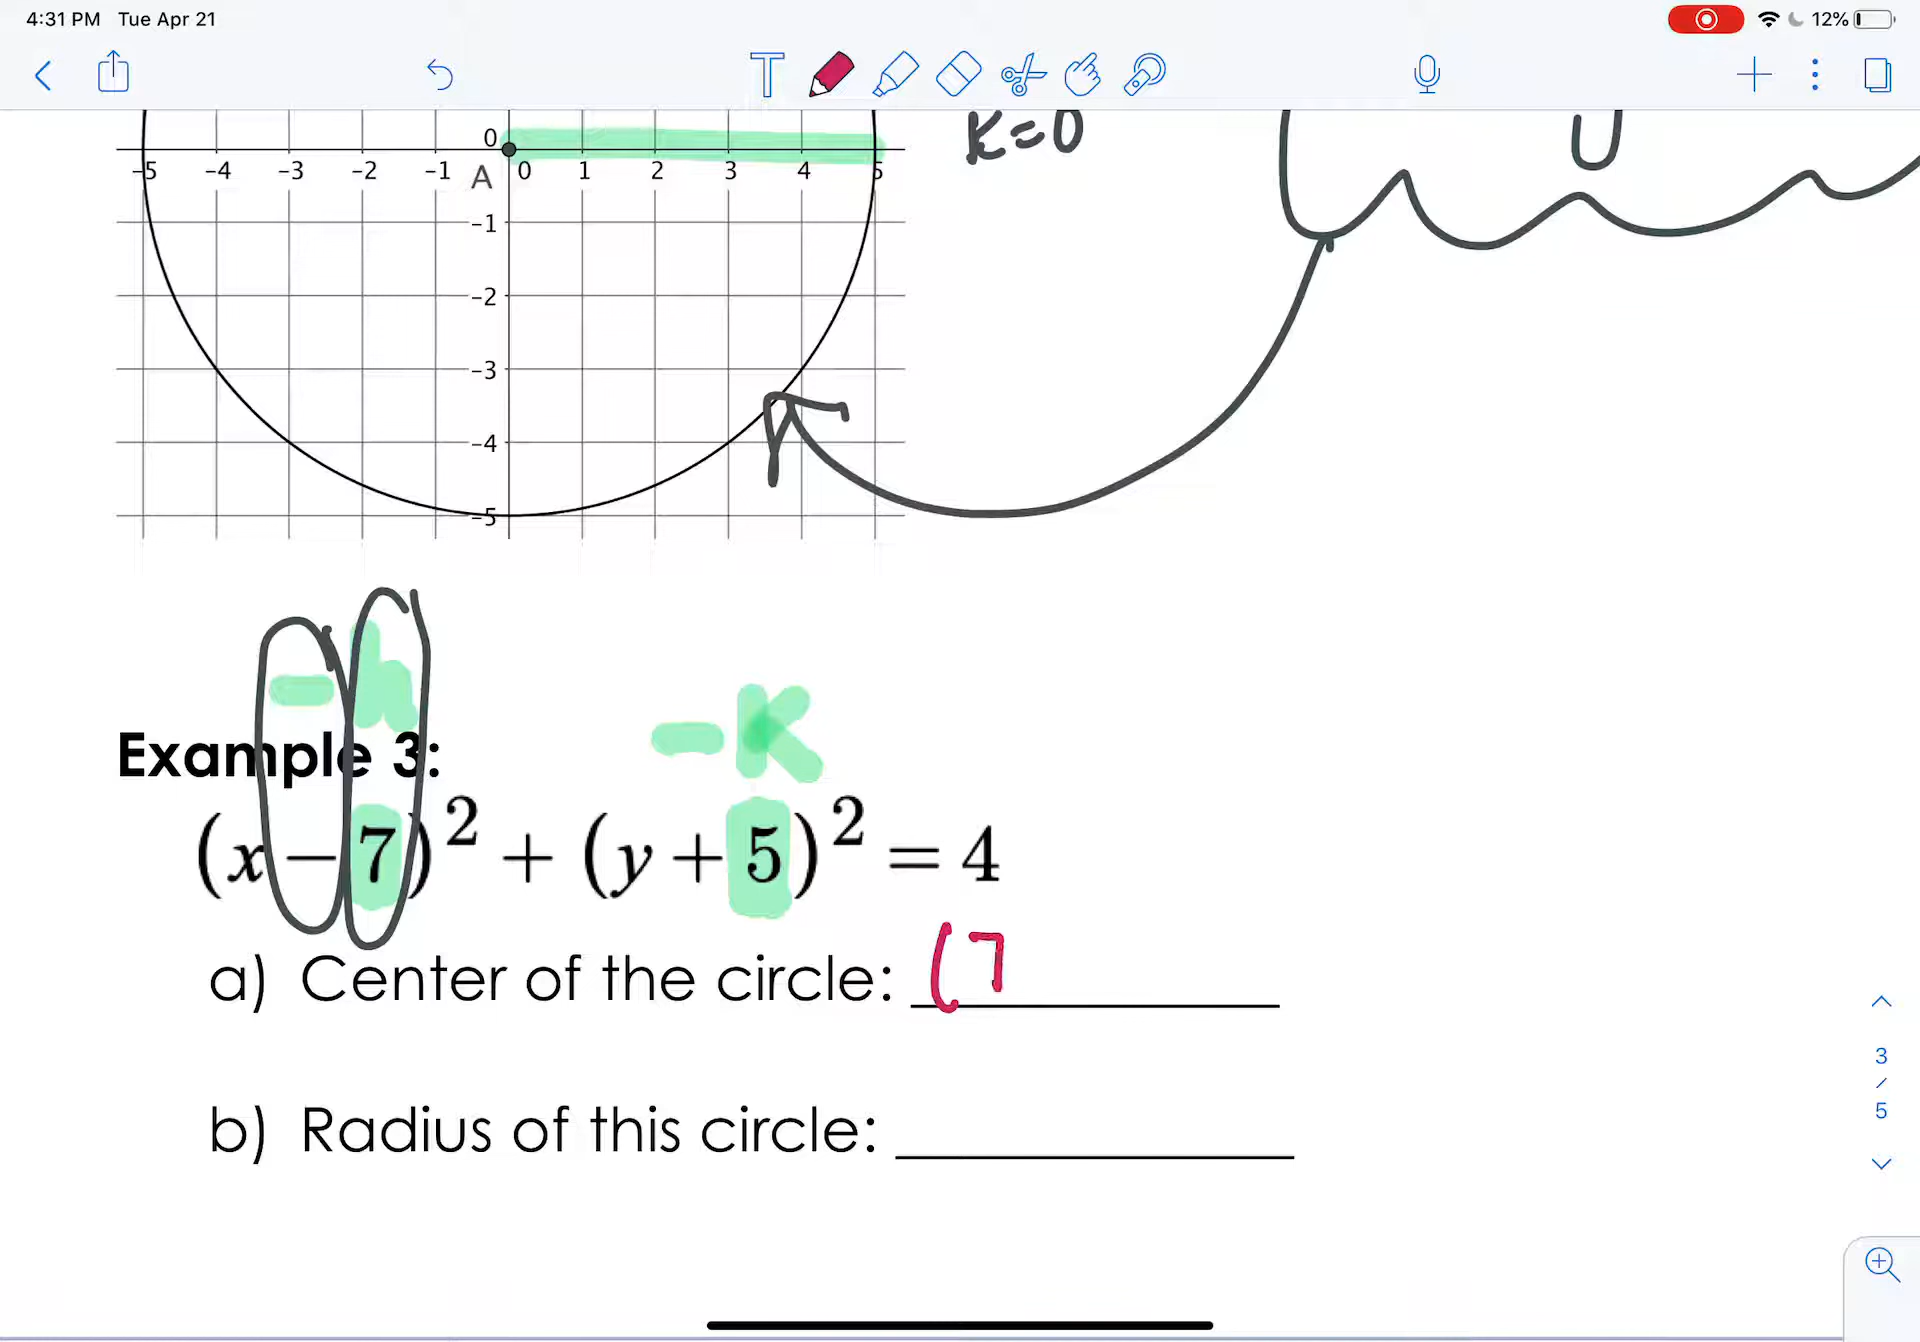 4:31 PM Tue Apr 21
12%
T
k=0
U
0
-5 -4 -3 -2 -1 A 0 1 2 3 4 5
-1
-2
-3
-4
-5
-h
-K
Example 3:
(x − 7)² + (y + 5)² = 4
a) Center of the circle: (7
b) Radius of this circle:
3
/
5